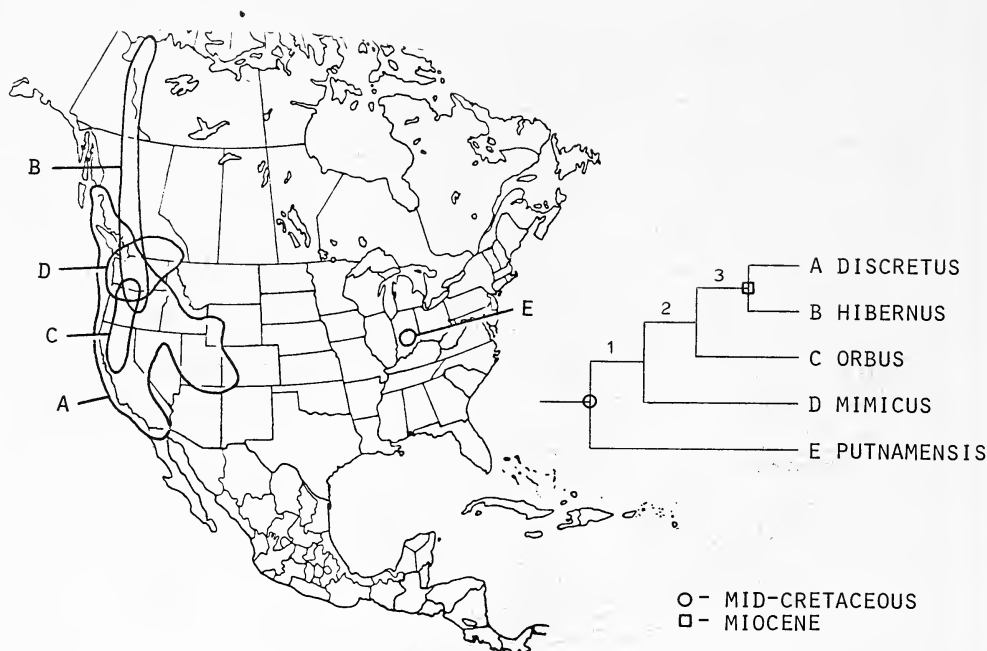 B
D
C
A
E
3
2
1
A DISCRETUS
B HIBERNUS
C ORBUS
D MIMICUS
E PUTNAMENSIS
O- MID-CRETACEOUS
□- MIOCENE